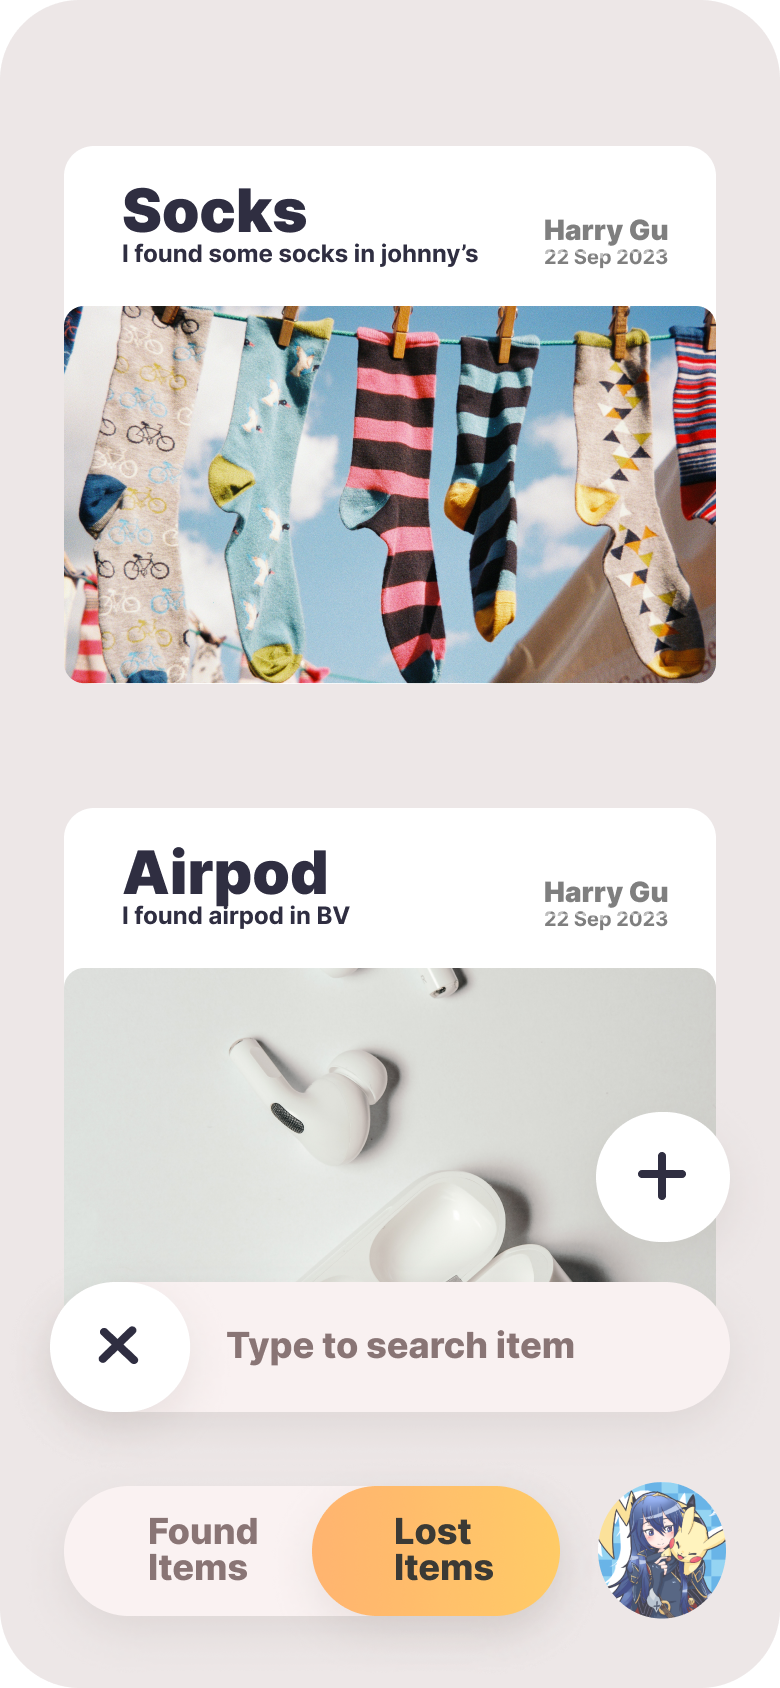 Socks
I found some socks in johnny’s
Harry Gu
22 Sep 2023
Airpod
I found airpod in BV
Harry Gu
22 Sep 2023
Type to search item
Found
Items
Lost
Items